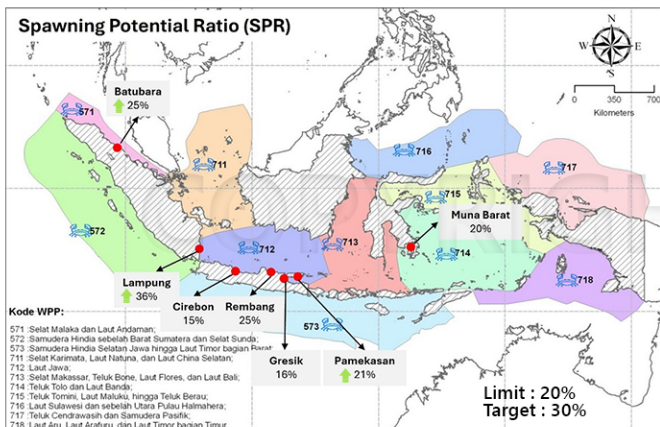 Spawning Potential Ratio (SPR)
N
W
E
S
0
350
700
Kilometers
Batubara
25%
571
711
716
717
715
Muna Barat
20%
572
712
713
714
718
Lampung
36%
Cirebon
15%
Rembang
25%
573
Gresik
16%
Pamekasan
21%
Kode WPP:
571 :Selat Malaka dan Laut Andaman;
572 :Samudera Hindia sebelah Barat Sumatera dan Selat Sunda;
573 :Samudera Hindia Selatan Jawa hingga Laut Timor bagian Barat
711 :Selat Karimata, Laut Natuna, dan Laut China Selatan;
712 :Laut Jawa;
713 :Selat Makassar, Teluk Bone, Laut Flores, dan Laut Bali;
714 :Teluk Tolo dan Laut Banda;
715 :Teluk Tomini, Laut Maluku, hingga Teluk Berau;
716 :Laut Sulawesi dan sebelah Utara Pulau Halmahera;
717 :Teluk Cendrawasih dan Samudera Pasifik;
718 :Laut Aru, Laut Arafuru, dan Laut Timor bagian Timur
Limit : 20%
Target : 30%